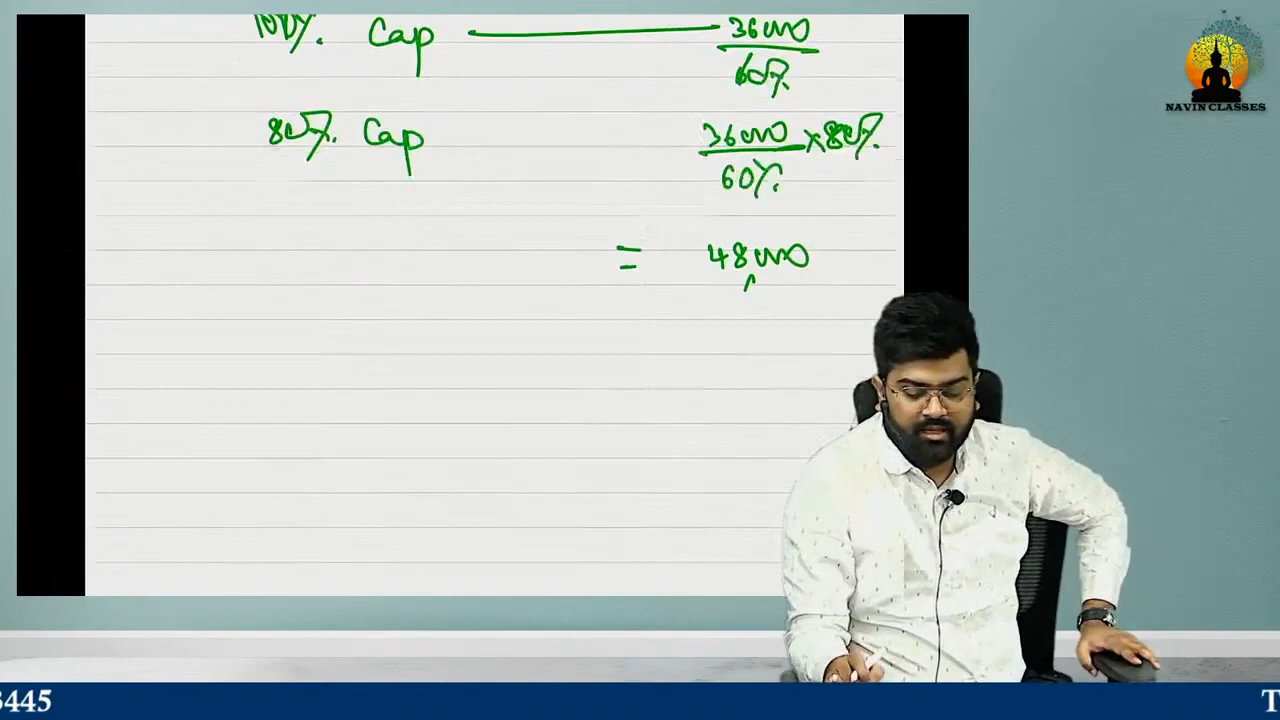 100%. Cap 36000
60%.
80%. Cap 36000 x 80%.
60%.
= 48000
NAVIN CLASSES
3445
T